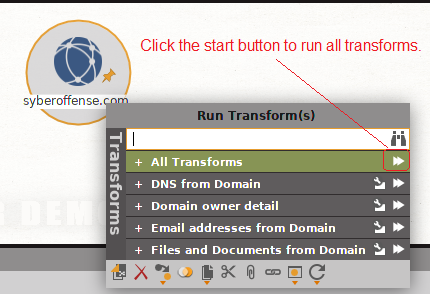 Click the start button to run all transforms.
syberoffense.com
Run Transform(s)
Transforms
+ All Transforms
+ DNS from Domain
+ Domain owner detail
+ Email addresses from Domain
+ Files and Documents from Domain
DEM